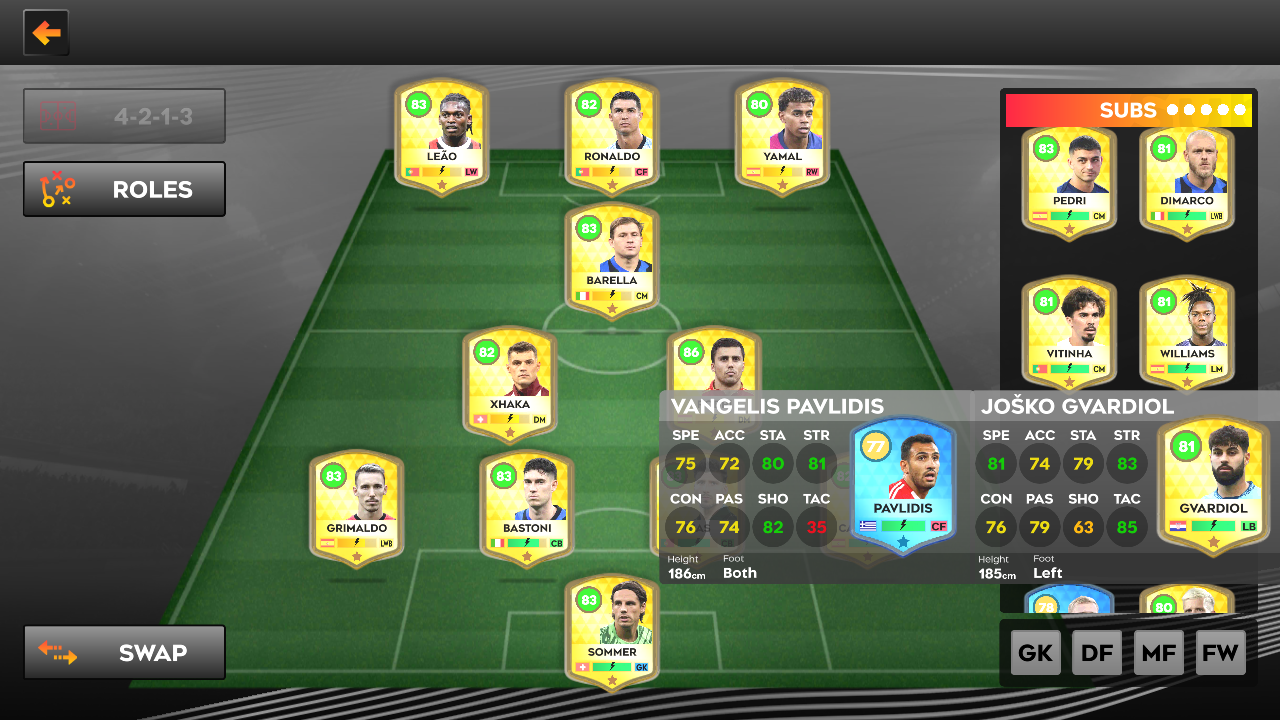 4-2-1-3
ROLES
SUBS
83
LEÃO
LW
82
RONALDO
CF
80
YAMAL
RW
83
PEDRI
CM
81
DIMARCO
LWB
83
BARELLA
CM
81
VITINHA
CM
81
WILLIAMS
LM
82
XHAKA
DM
86
DM
VANGELIS PAVLIDIS
SPE ACC STA STR
75 72 80 81
CON PAS SHO TAC
76 74 82 35
Height Foot
186cm Both
77
PAVLIDIS
CF
JOŠKO GVARDIOL
SPE ACC STA STR
81 74 79 83
CON PAS SHO TAC
76 79 63 85
Height Foot
185cm Left
81
GVARDIOL
LB
83
GRIMALDO
LWB
83
BASTONI
CB
83
SOMMER
GK
78
80
SWAP
GK DF MF FW